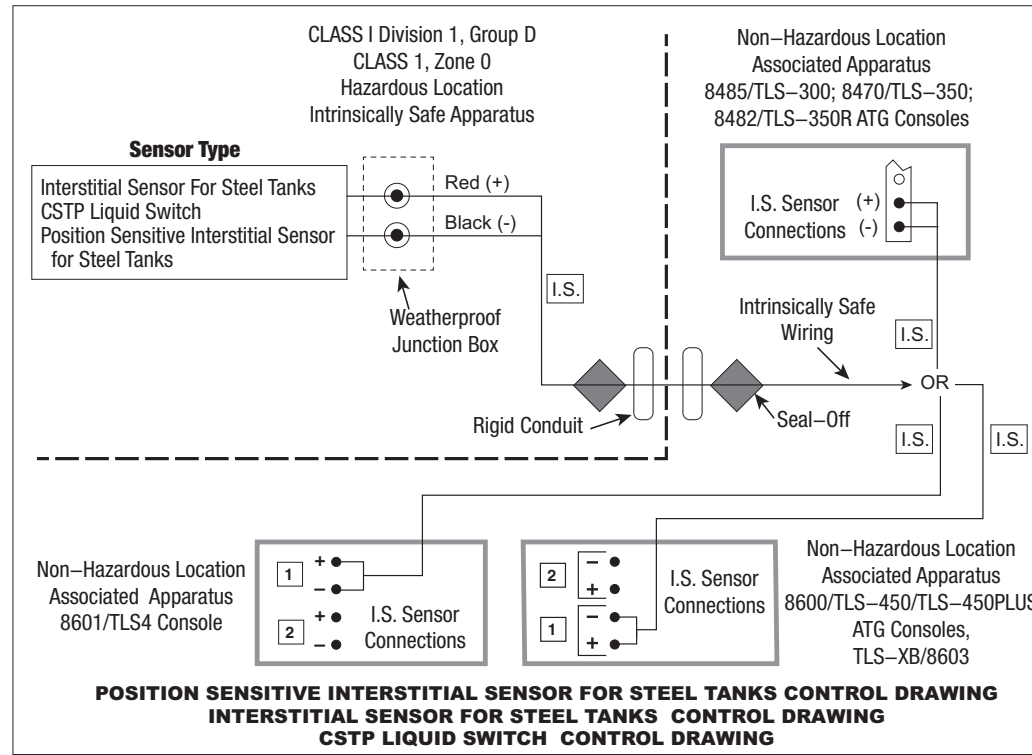 CLASS I Division 1, Group D
CLASS 1, Zone 0
Hazardous Location
Intrinsically Safe Apparatus
Non–Hazardous Location
Associated Apparatus
8485/TLS–300; 8470/TLS–350;
8482/TLS–350R ATG Consoles
Sensor Type
Interstitial Sensor For Steel Tanks
CSTP Liquid Switch
Position Sensitive Interstitial Sensor
for Steel Tanks
Red (+)
Black (-)
I.S.
Weatherproof
Junction Box
I.S. Sensor
Connections
(+)
(-)
Intrinsically Safe
Wiring
I.S.
OR
Rigid Conduit
Seal–Off
I.S.
I.S.
Non–Hazardous Location
Associated Apparatus
8601/TLS4 Console
1
+
–
2
+
–
I.S. Sensor
Connections
2
–
+
1
–
+
I.S. Sensor
Connections
Non–Hazardous Location
Associated Apparatus
8600/TLS–450/TLS–450PLUS
ATG Consoles,
TLS–XB/8603
POSITION SENSITIVE INTERSTITIAL SENSOR FOR STEEL TANKS CONTROL DRAWING
INTERSTITIAL SENSOR FOR STEEL TANKS CONTROL DRAWING
CSTP LIQUID SWITCH CONTROL DRAWING